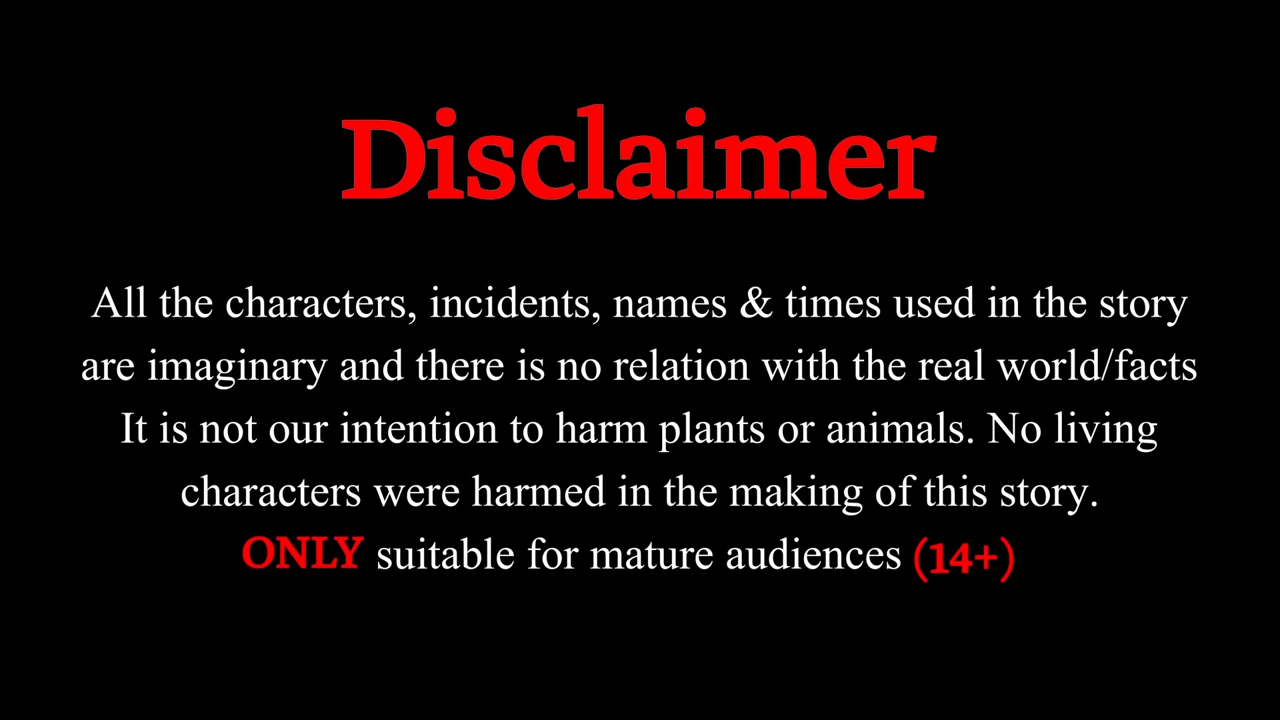 Disclaimer
All the characters, incidents, names & times used in the story
are imaginary and there is no relation with the real world/facts
It is not our intention to harm plants or animals. No living
characters were harmed in the making of this story.
ONLY suitable for mature audiences (14+)